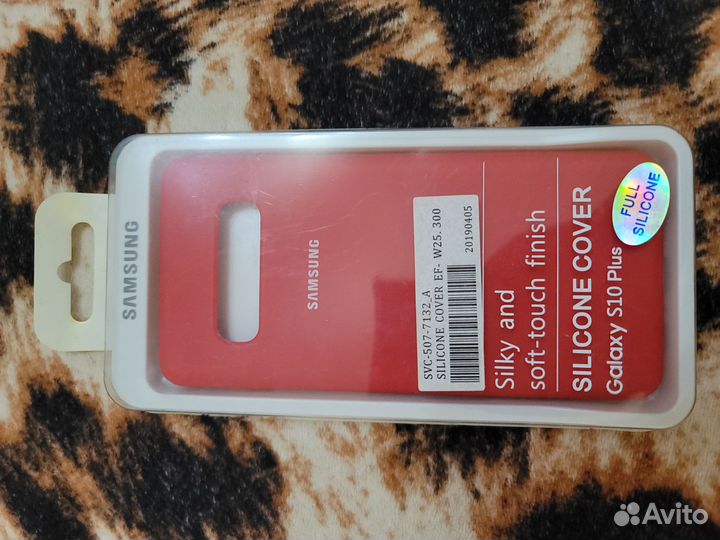 SAMSUNG
SAMSUNG
SVC-507-7132_A
SILICONE COVER EF- W25.300
20190405
Silky and
soft-touch finish
SILICONE COVER
Galaxy S10 Plus
FULL
SILICONE
Avito